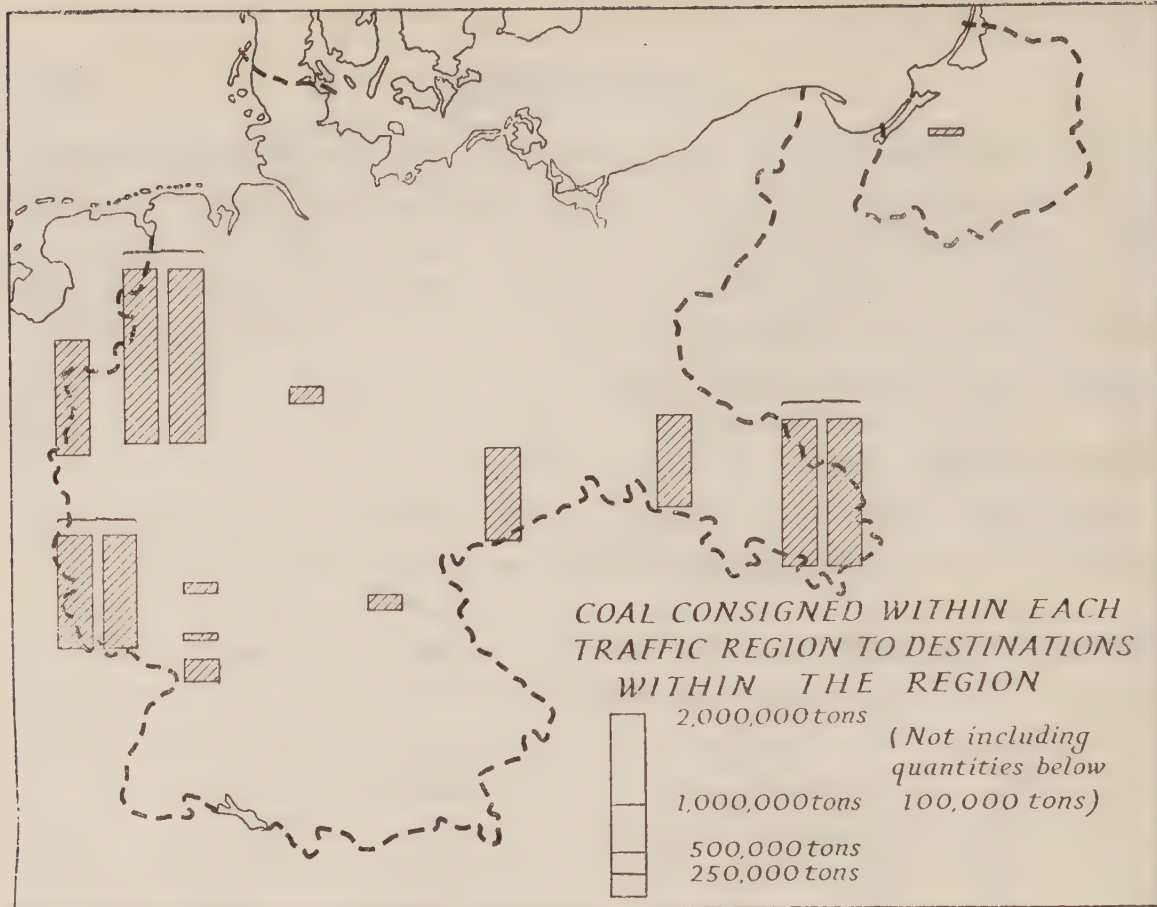 COAL CONSIGNED WITHIN EACH
TRAFFIC REGION TO DESTINATIONS
WITHIN THE REGION
2,000,000 tons
(Not including
quantities below
100,000 tons)
1,000,000 tons
500,000 tons
250,000 tons